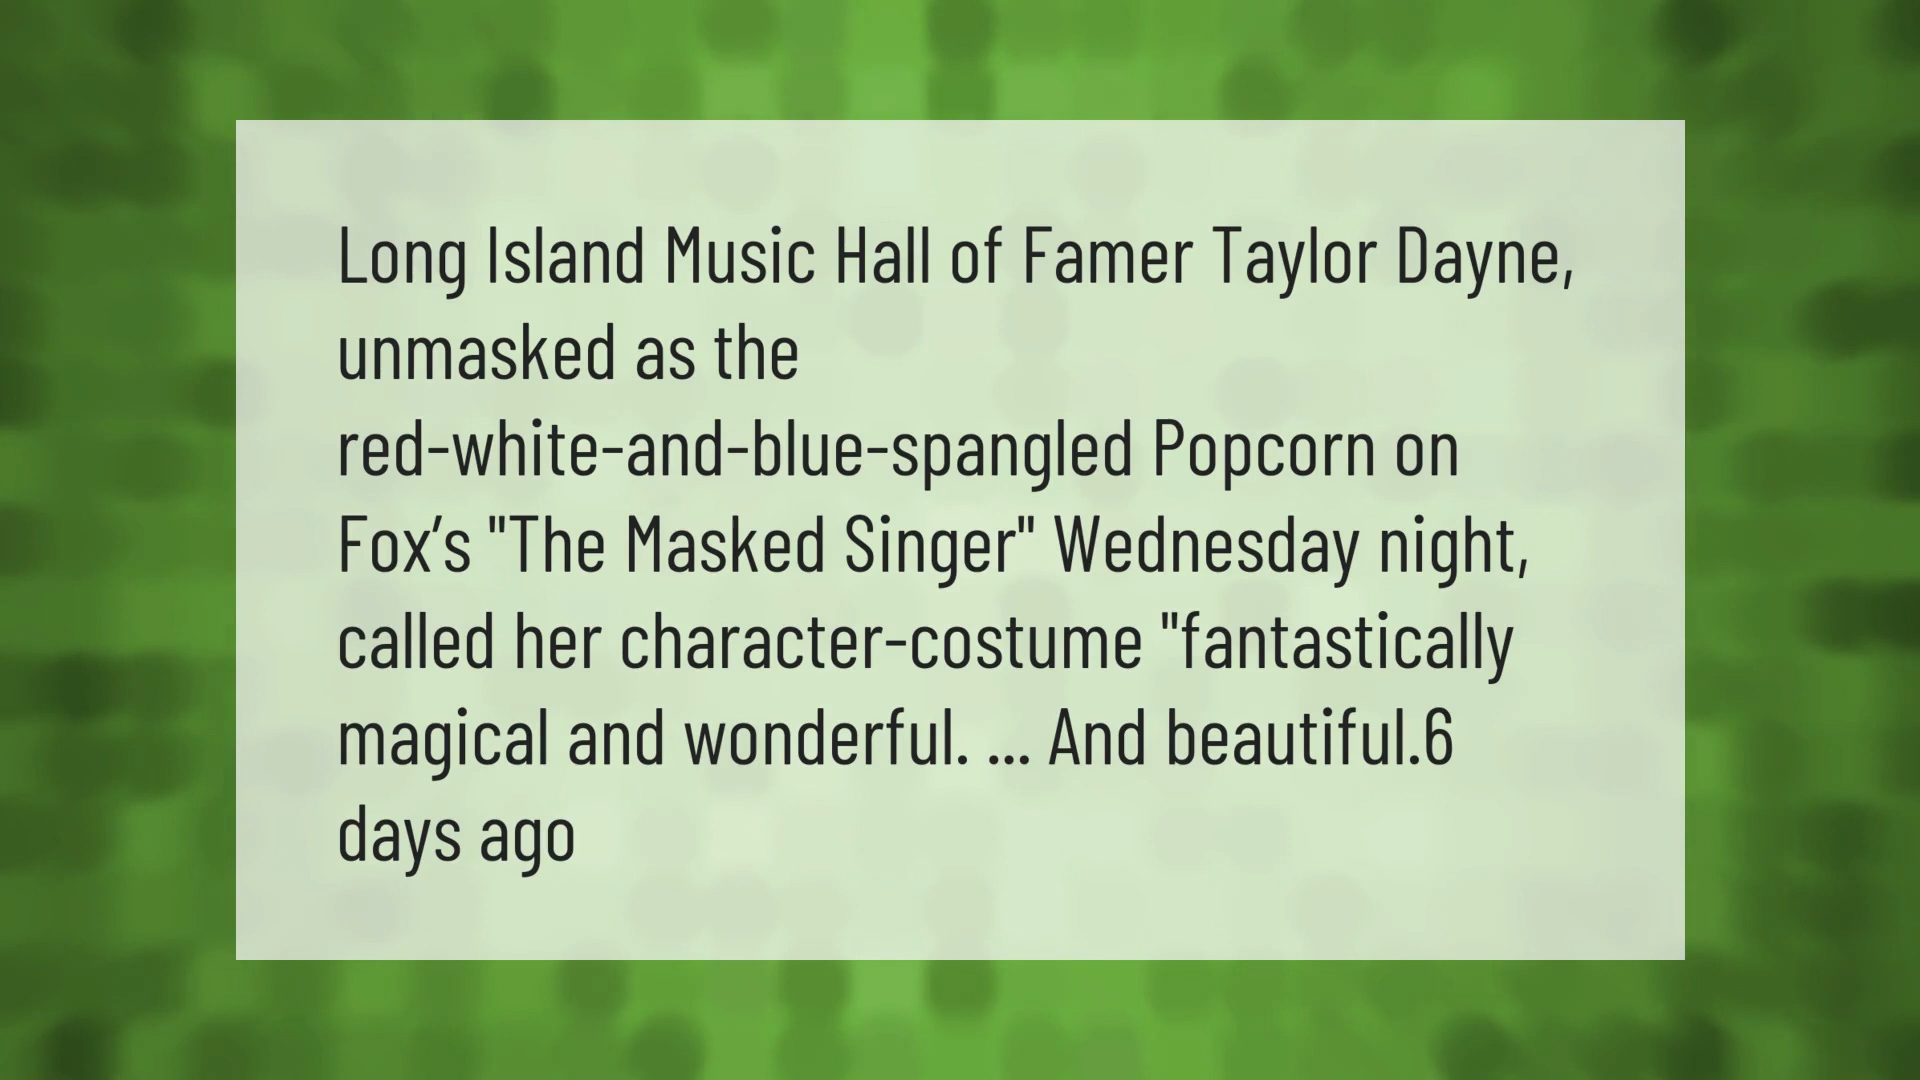 Long Island Music Hall of Famer Taylor Dayne,
unmasked as the
red-white-and-blue-spangled Popcorn on
Fox’s "The Masked Singer" Wednesday night,
called her character-costume "fantastically
magical and wonderful. ... And beautiful.6
days ago